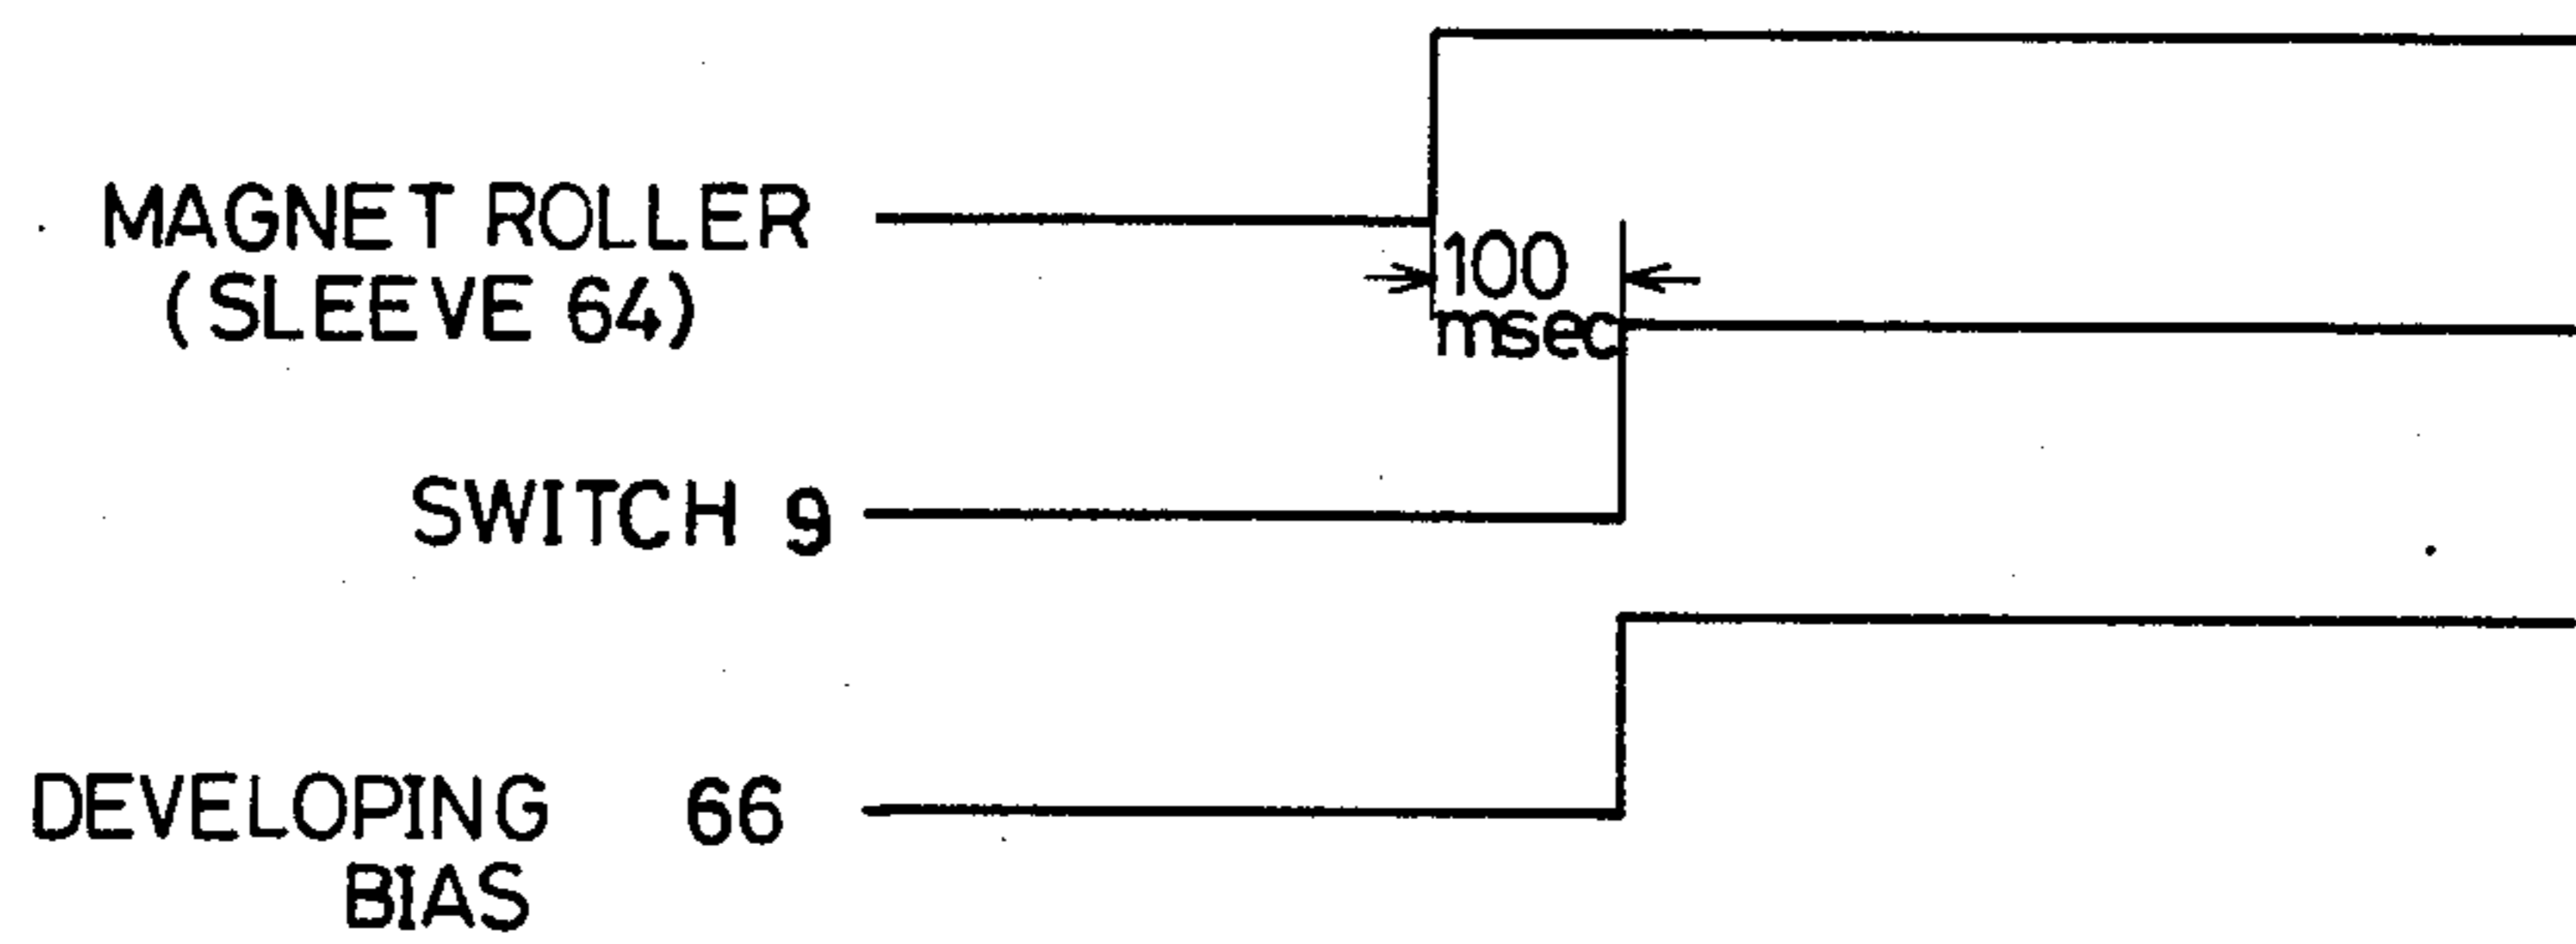 MAGNET ROLLER
(SLEEVE 64)
100
msec
SWITCH 9
DEVELOPING 66
BIAS